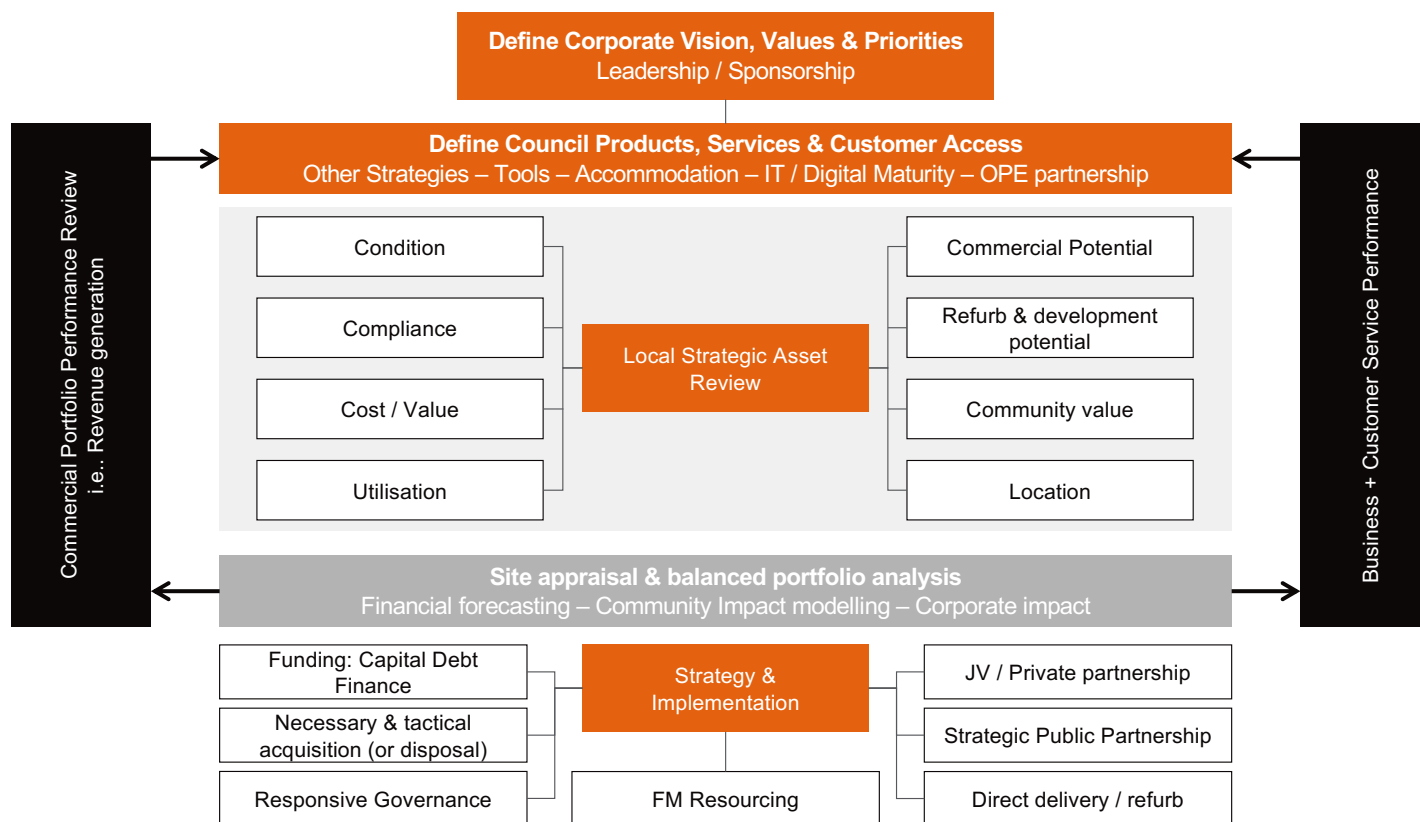 Define Corporate Vision, Values & Priorities
Leadership / Sponsorship
Define Council Products, Services & Customer Access
Other Strategies – Tools – Accommodation – IT / Digital Maturity – OPE partnership
Commercial Portfolio Performance Review
i.e.. Revenue generation
Condition
Compliance
Cost / Value
Utilisation
Local Strategic Asset
Review
Commercial Potential
Refurb & development
potential
Community value
Location
Business + Customer Service Performance
Site appraisal & balanced portfolio analysis
Financial forecasting – Community Impact modelling – Corporate impact
Funding: Capital Debt
Finance
Necessary & tactical
acquisition (or disposal)
Responsive Governance
Strategy &
Implementation
FM Resourcing
JV / Private partnership
Strategic Public Partnership
Direct delivery / refurb